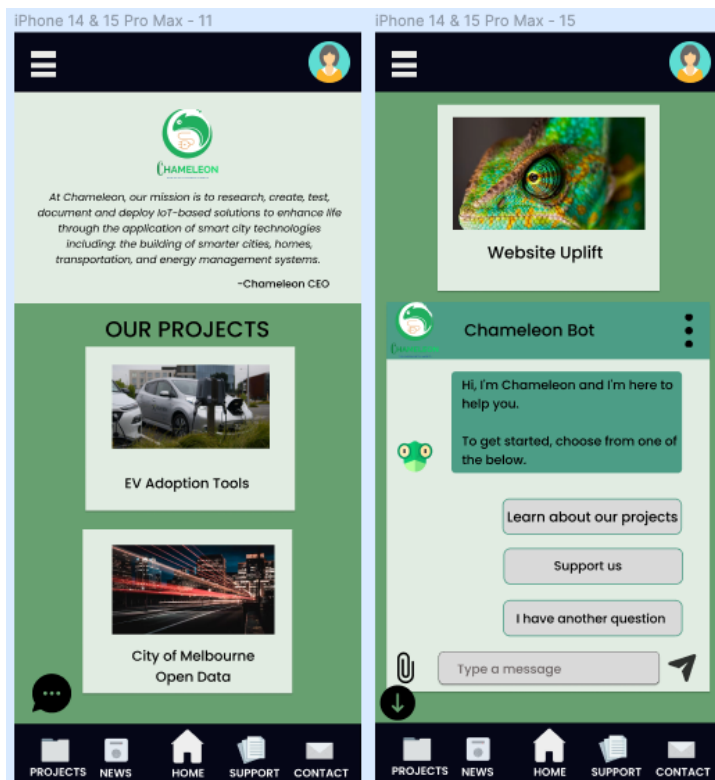 iPhone 14 & 15 Pro Max - 11
CHAMELEON
At Chameleon, our mission is to research, create, test,
document and deploy IoT-based solutions to enhance life
through the application of smart city technologies
including: the building of smarter cities, homes,
transportation, and energy management systems.
-Chameleon CEO
OUR PROJECTS
EV Adoption Tools
City of Melbourne
Open Data
PROJECTS NEWS HOME SUPPORT CONTACT
iPhone 14 & 15 Pro Max - 15
Website Uplift
Chameleon Bot
Hi, I'm Chameleon and I'm here to
help you.
To get started, choose from one of
the below.
Learn about our projects
Support us
I have another question
Type a message
PROJECTS NEWS HOME SUPPORT CONTACT